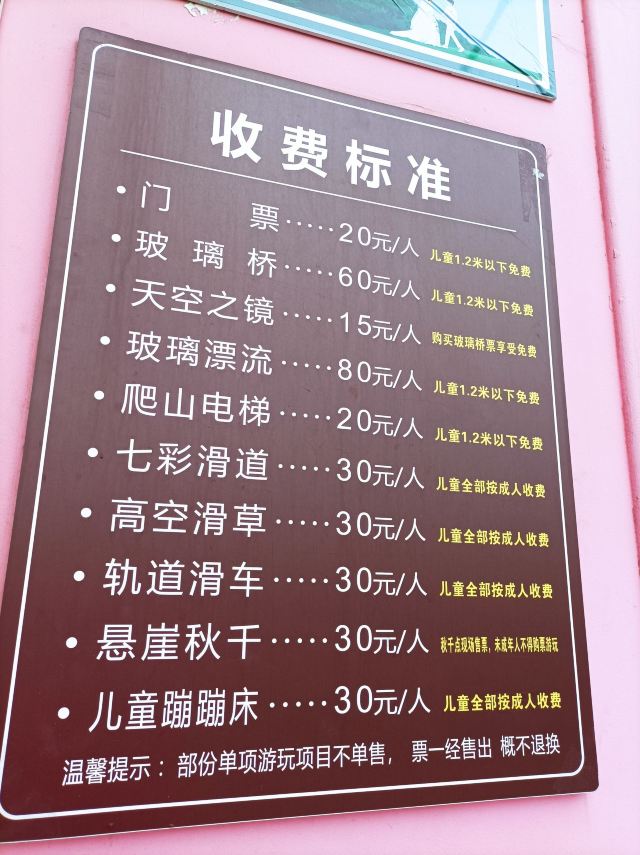 收费标准
门票·····20元/人 儿童1.2米以下免费
玻璃桥·····60元/人 儿童1.2米以下免费
天空之镜·····15元/人 购买玻璃桥票享受免费
玻璃漂流·····80元/人 儿童1.2米以下免费
爬山电梯·····20元/人 儿童1.2米以下免费
七彩滑道·····30元/人 儿童全部按成人收费
高空滑草·····30元/人 儿童全部按成人收费
轨道滑车·····30元/人 儿童全部按成人收费
悬崖秋千·····30元/人 秋千点现场售票，未成年人不得购票游玩
儿童蹦蹦床·····30元/人 儿童全部按成人收费
温馨提示：部份单项游玩项目不单售，票一经售出 概不退换